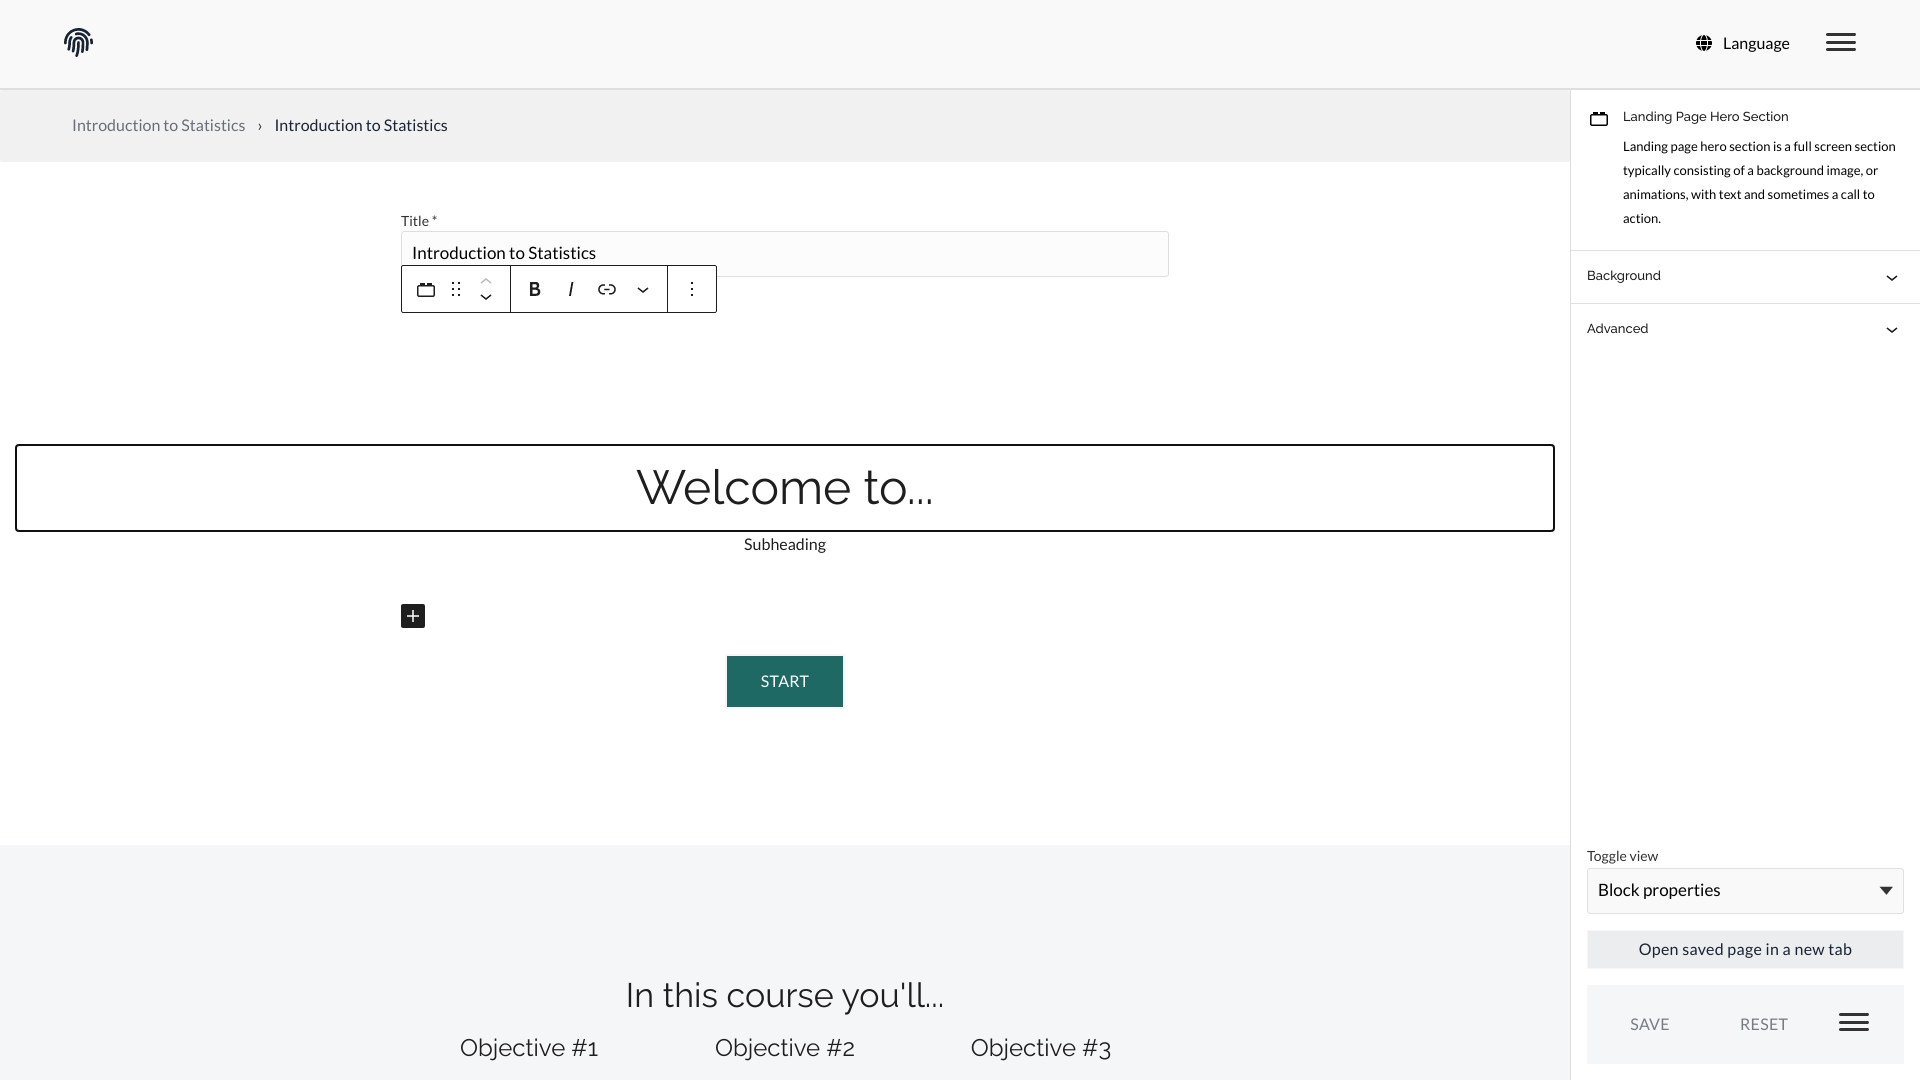 Language
Introduction to Statistics › Introduction to Statistics
Title *
Introduction to Statistics
B I
Welcome to...
Subheading
START
In this course you'll...
Objective #1
Objective #2
Objective #3
Landing Page Hero Section
Landing page hero section is a full screen section
typically consisting of a background image, or
animations, with text and sometimes a call to
action.
Background
Advanced
Toggle view
Block properties
Open saved page in a new tab
SAVE
RESET